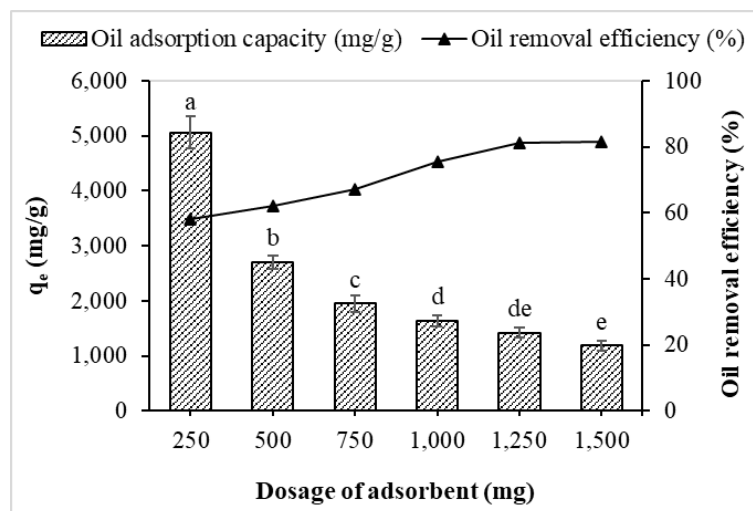 Oil adsorption capacity (mg/g) Oil removal efficiency (%)
6,000
5,000
4,000
3,000
2,000
1,000
0
qₑ (mg/g)
a
b
c
d
de
e
100
80
60
40
20
0
Oil removal efficiency (%)
250 500 750 1,000 1,250 1,500
Dosage of adsorbent (mg)